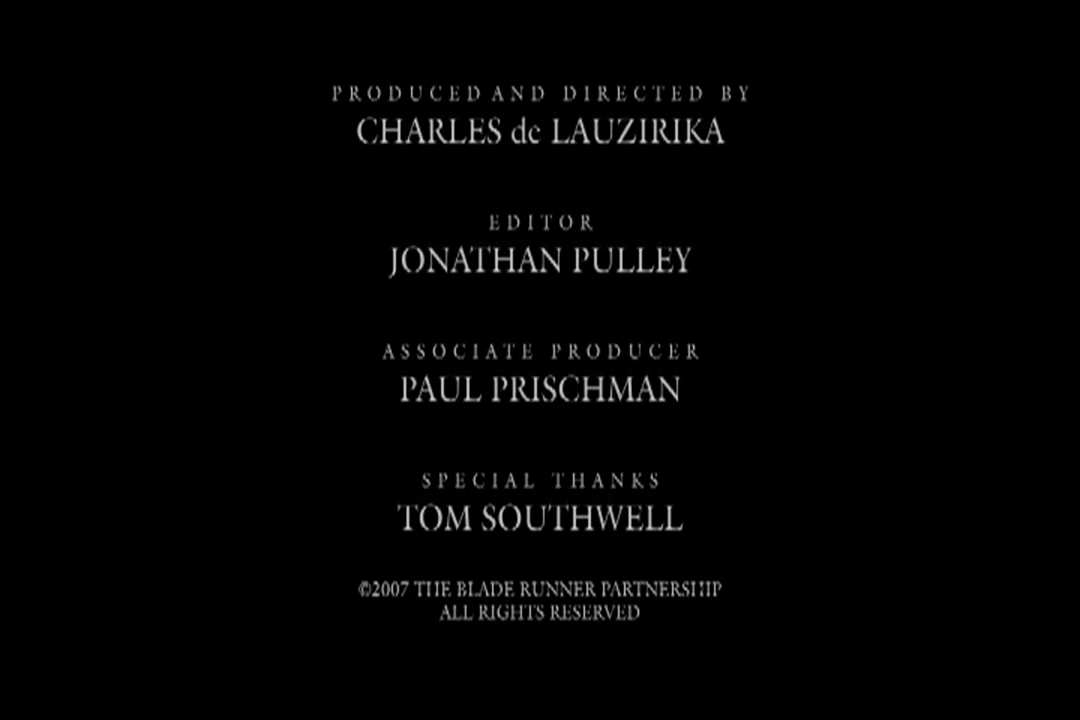 PRODUCED AND DIRECTED BY
CHARLES de LAUZIRIKA
EDITOR
JONATHAN PULLEY
ASSOCIATE PRODUCER
PAUL PRISCHMAN
SPECIAL THANKS
TOM SOUTHWELL
©2007 THE BLADE RUNNER PARTNERSHIP
ALL RIGHTS RESERVED